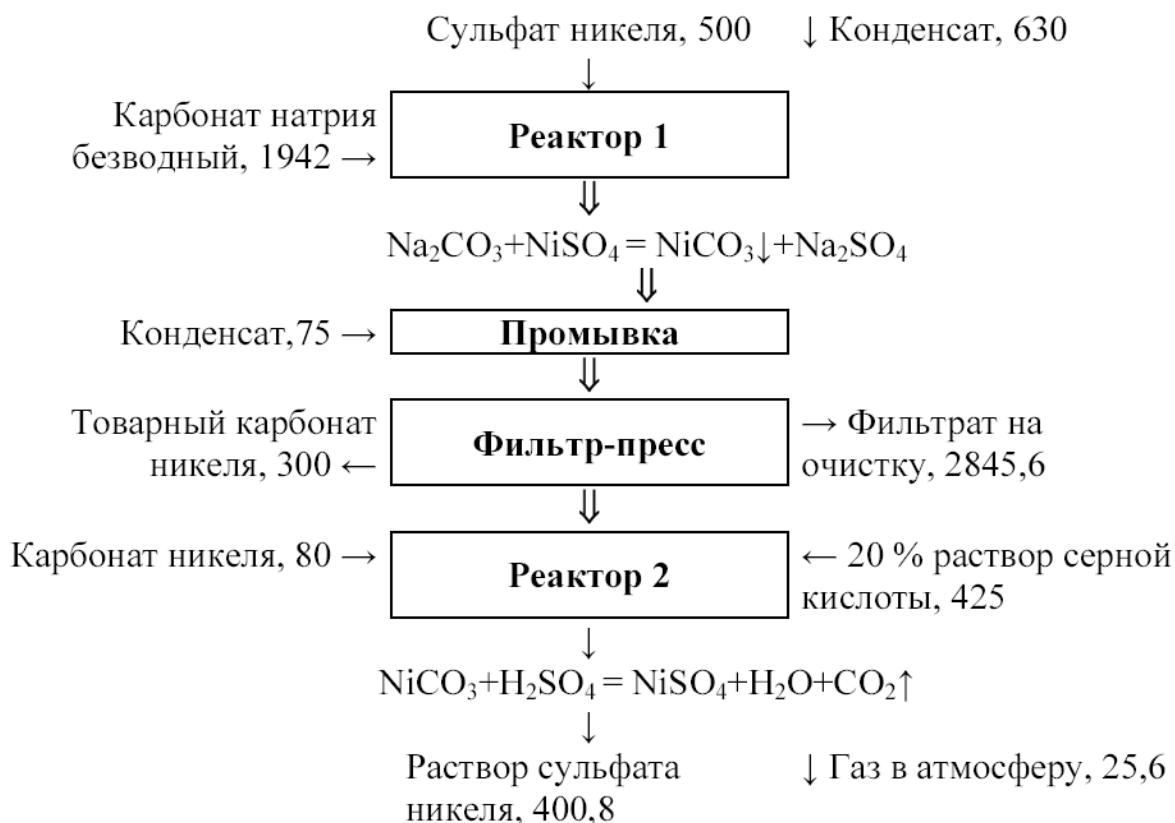 Сульфат никеля, 500 ↓ Конденсат, 630
↓
Карбонат натрия
безводный, 1942 →
Реактор 1
⇓
Na₂CO₃+NiSO₄ = NiCO₃↓+Na₂SO₄
⇓
Конденсат,75 →
Промывка
⇓
Товарный карбонат
никеля, 300 ←
Фильтр-пресс
→ Фильтрат на
очистку, 2845,6
⇓
Карбонат никеля, 80 →
Реактор 2
← 20 % раствор серной
кислоты, 425
↓
NiCO₃+H₂SO₄ = NiSO₄+H₂O+CO₂↑
↓
Раствор сульфата
никеля, 400,8
↓ Газ в атмосферу, 25,6